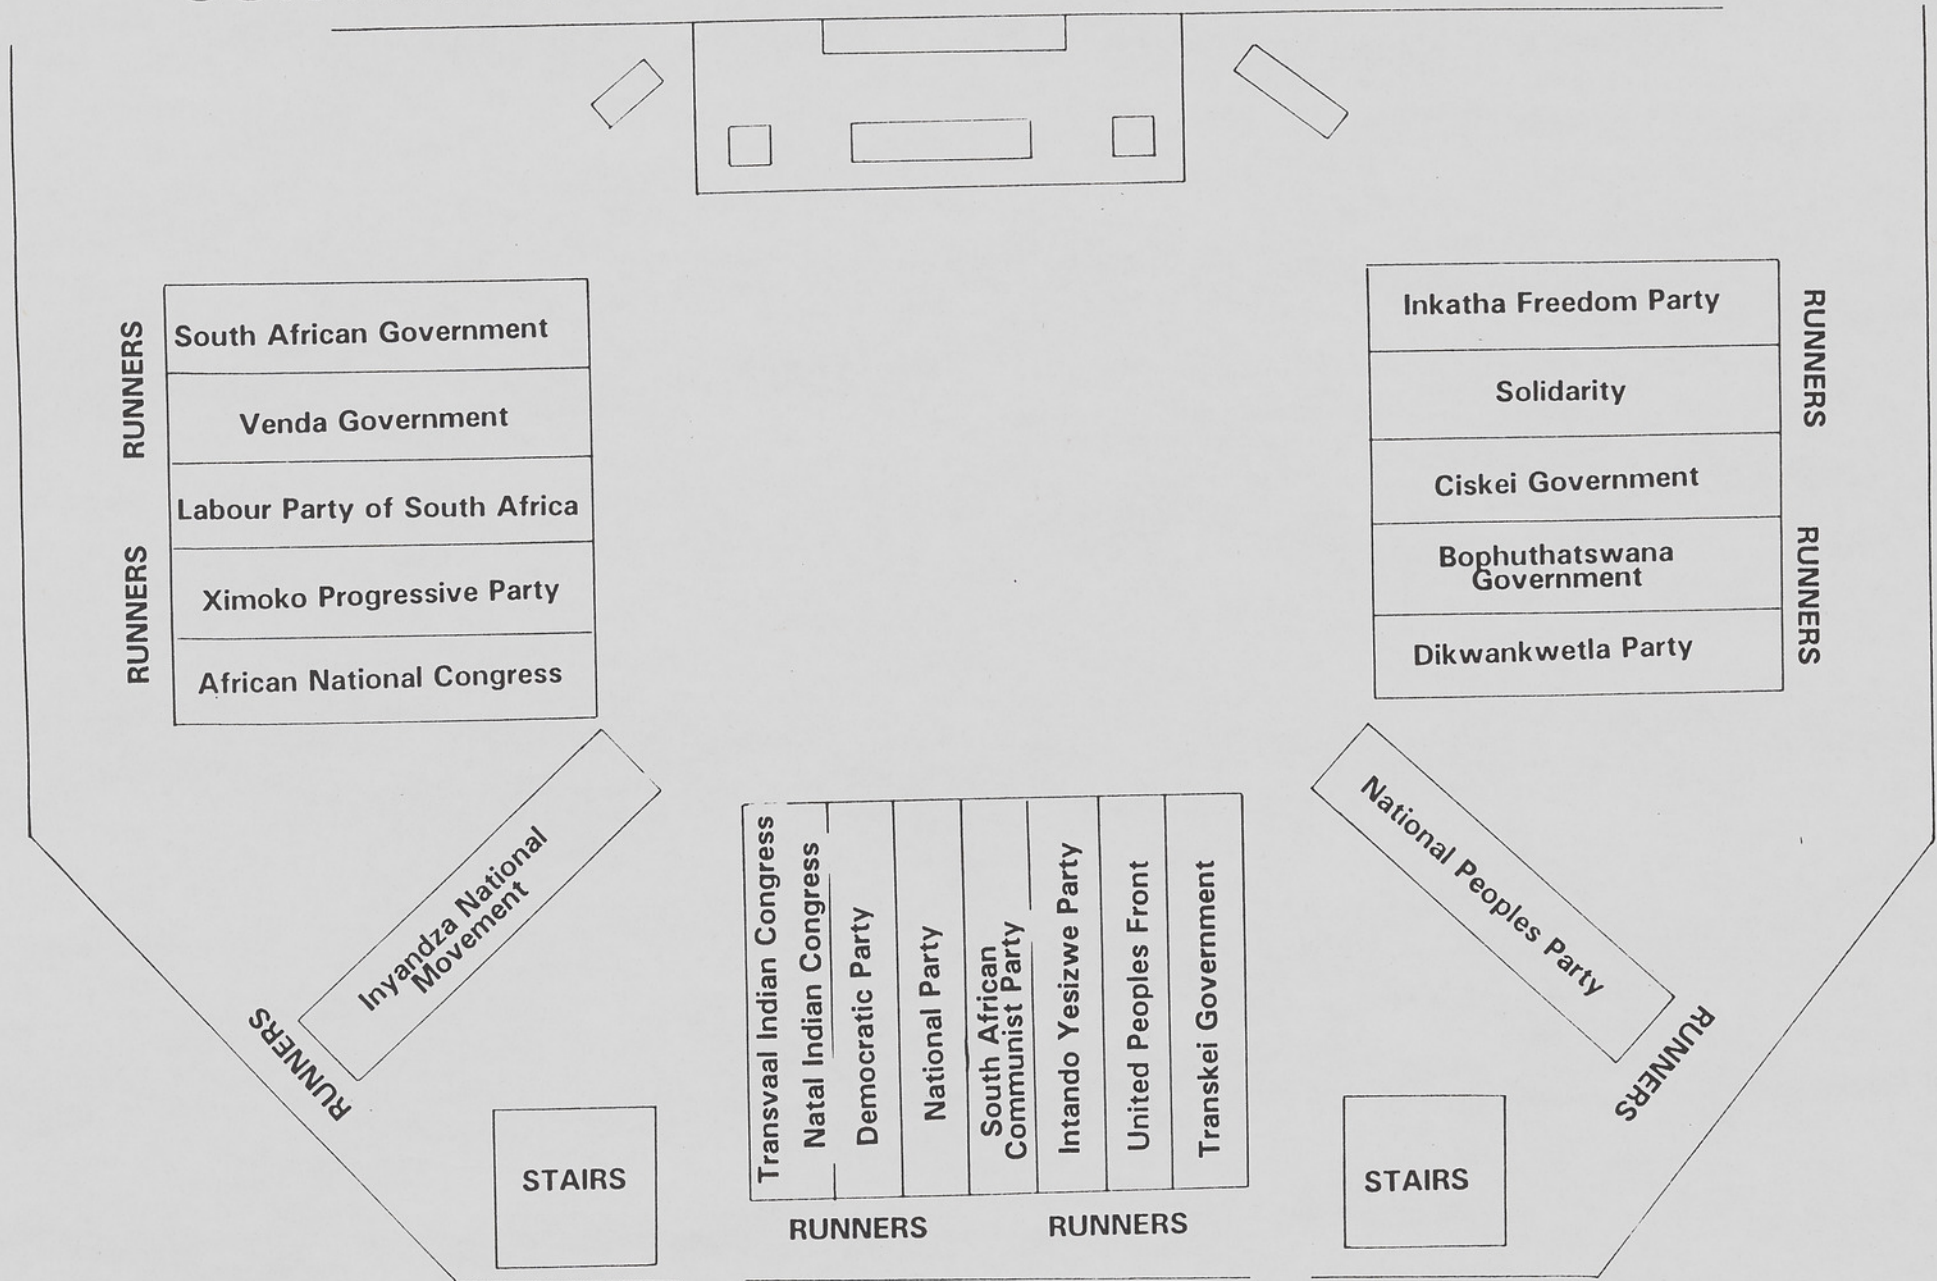 RUNNERS
RUNNERS
South African Government
Venda Government
Labour Party of South Africa
Ximoko Progressive Party
African National Congress
Inkatha Freedom Party
Solidarity
Ciskei Government
Bophuthatswana
Government
Dikwankwetla Party
RUNNERS
RUNNERS
Inyandza National
Movement
RUNNERS
Transvaal Indian Congress
Natal Indian Congress
Democratic Party
National Party
South African
Communist Party
Intando Yesizwe Party
United Peoples Front
Transkei Government
National Peoples Party
RUNNERS
STAIRS
STAIRS
RUNNERS
RUNNERS